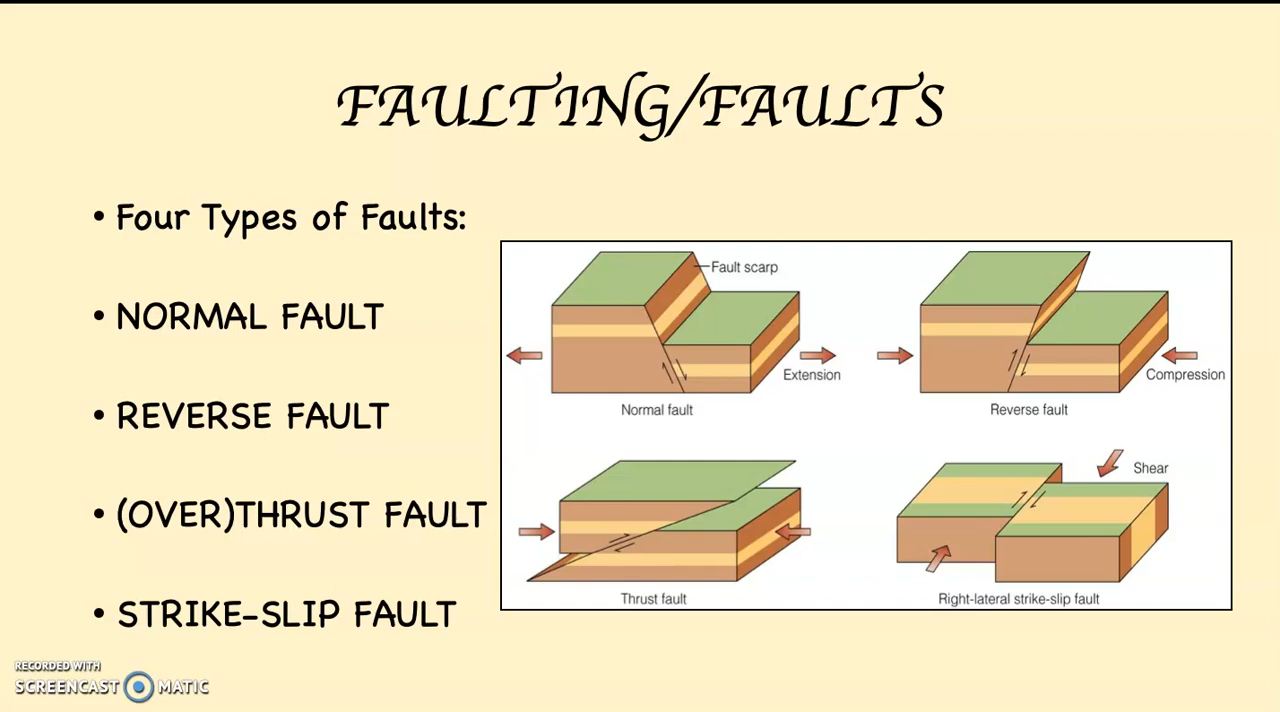 FAULTING/FAULTS
• Four Types of Faults:
• NORMAL FAULT
• REVERSE FAULT
• (OVER)THRUST FAULT
• STRIKE-SLIP FAULT
Fault scarp
Extension
Normal fault
Compression
Reverse fault
Thrust fault
Shear
Right-lateral strike-slip fault
RECORDED WITH
SCREENCAST MATIC